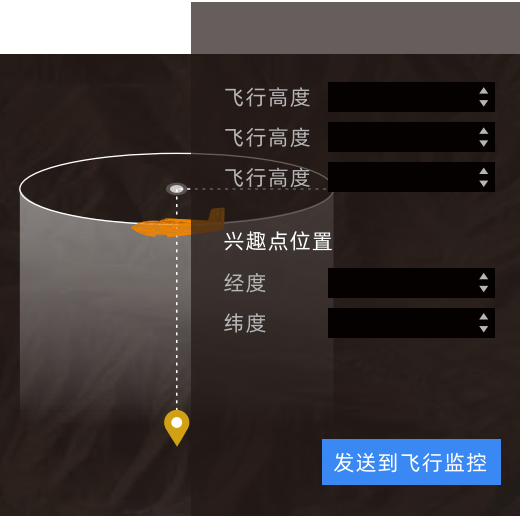 飞行高度
飞行高度
飞行高度
兴趣点位置
经度
纬度
发送到飞行监控